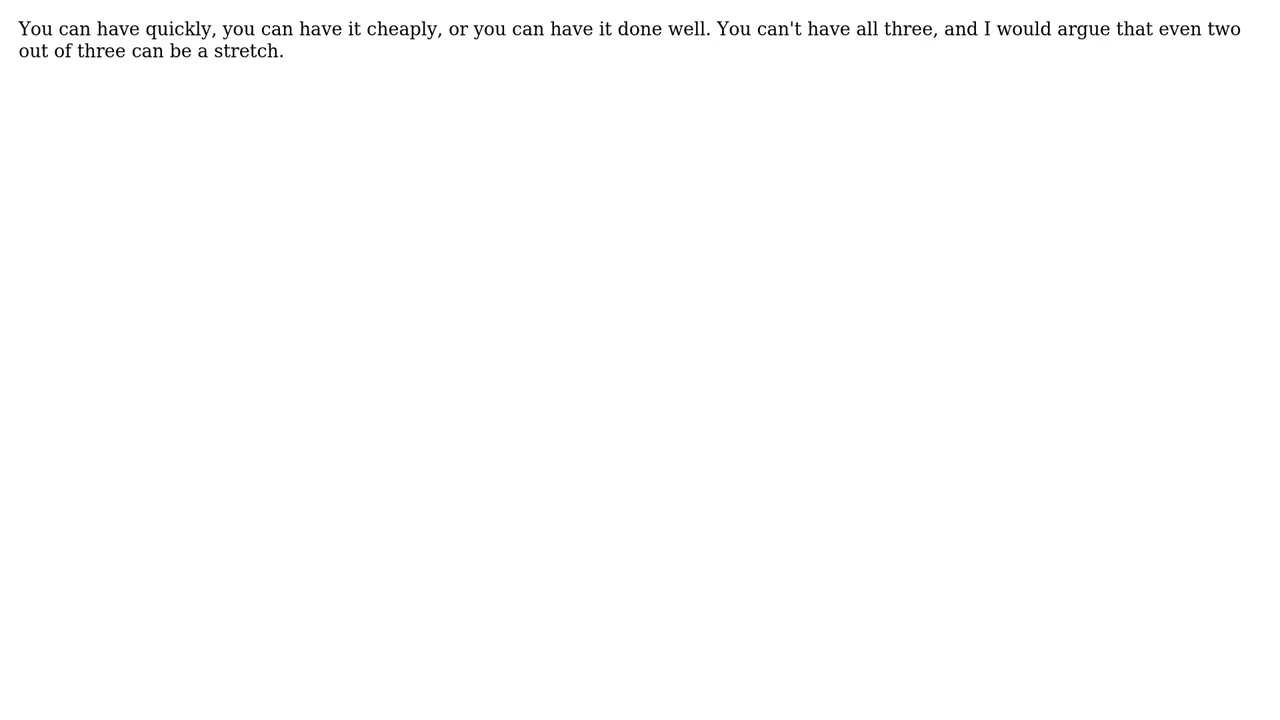 You can have quickly, you can have it cheaply, or you can have it done well. You can't have all three, and I would argue that even two
out of three can be a stretch.